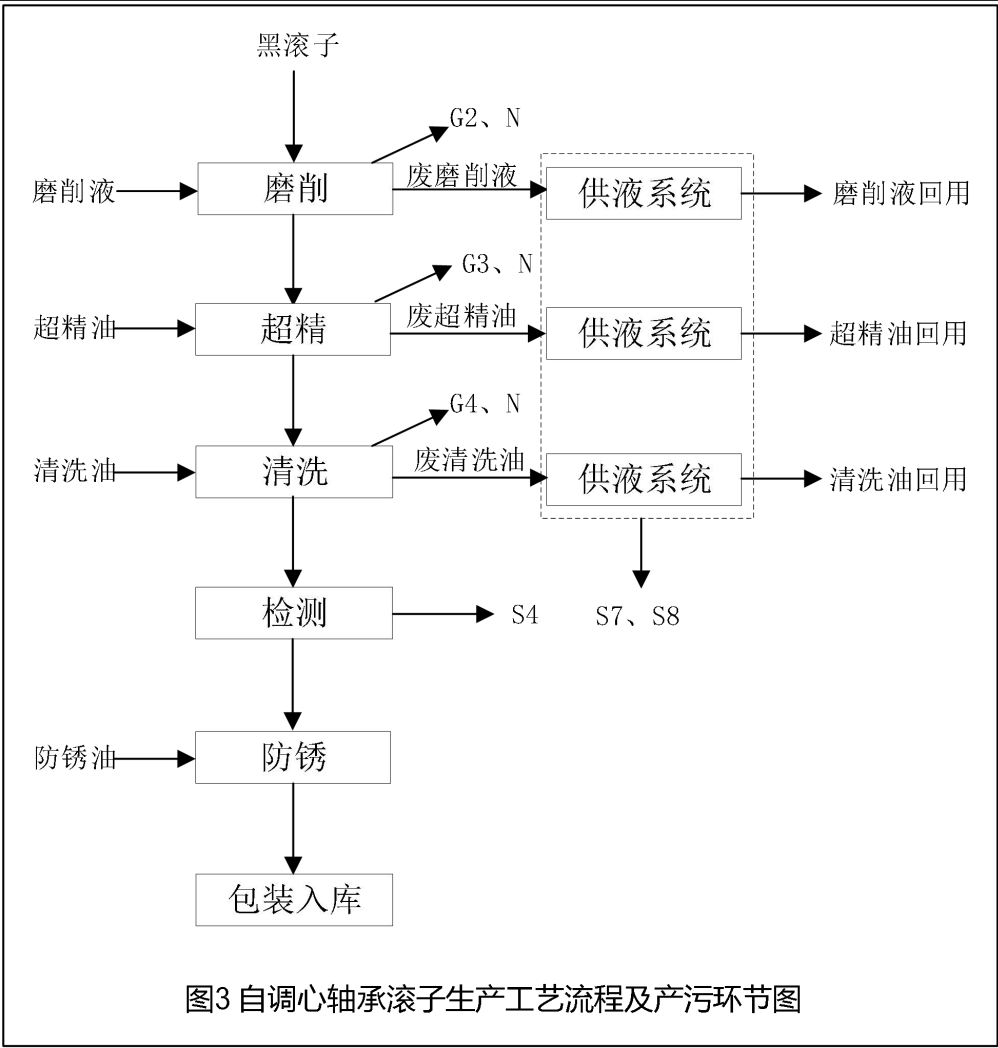 黑滚子
G2、N
磨削液
磨削
废磨削液
供液系统
磨削液回用
G3、N
超精油
超精
废超精油
供液系统
超精油回用
G4、N
清洗油
清洗
废清洗油
供液系统
清洗油回用
检测
S4
S7、S8
防锈油
防锈
包装入库
图3 自调心轴承滚子生产工艺流程及产污环节图